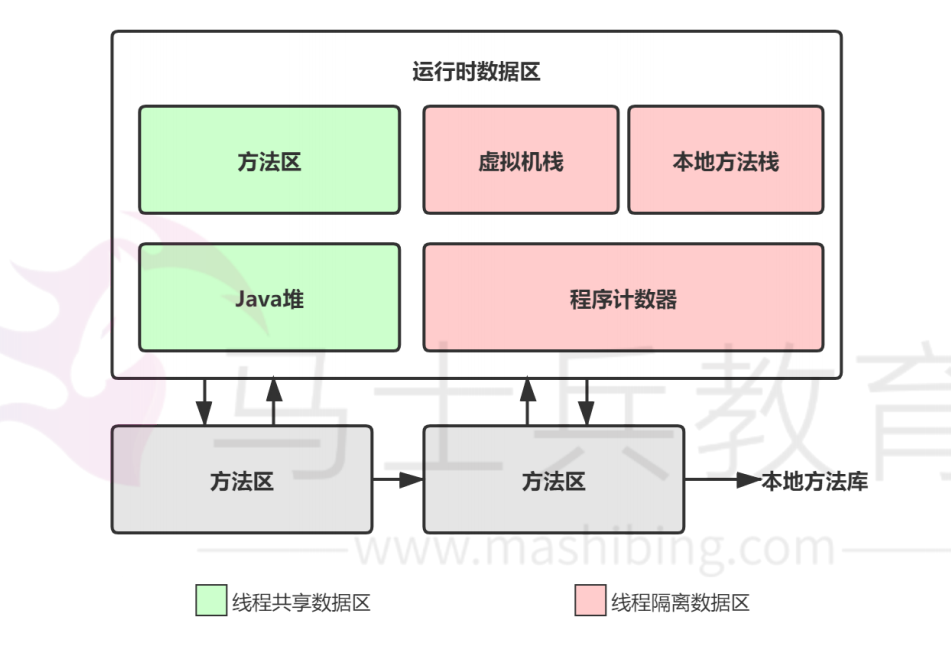 运行时数据区
方法区
虚拟机栈
本地方法栈
Java堆
程序计数器
方法区
方法区
本地方法库
马士兵教育
www.mashibing.com
线程共享数据区
线程隔离数据区